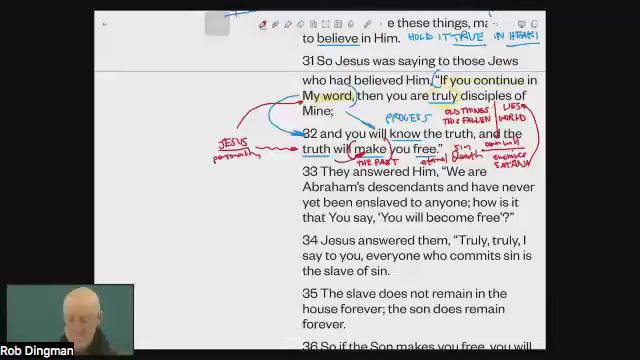 e these things, ma
to believe in Him. HOLD IT TRUE IN HEART
31 So Jesus was saying to those Jews
who had believed Him, "If you continue in
My word, then you are truly disciples of
Mine;
PROCESS
OLD THINGS
THIS FALLEN
LIES
WORLD
32 and you will know the truth, and the
truth will make you free."
JESUS
personally
THE PART
eternal
sin
death
enemies
SATAN
33 They answered Him, "We are
Abraham's descendants and have never
yet been enslaved to anyone; how is it
that You say, 'You will become free'?"
34 Jesus answered them, "Truly, truly, I
say to you, everyone who commits sin is
the slave of sin.
35 The slave does not remain in the
house forever; the son does remain
forever.
36 So if the Son makes you free, you will
Rob Dingman